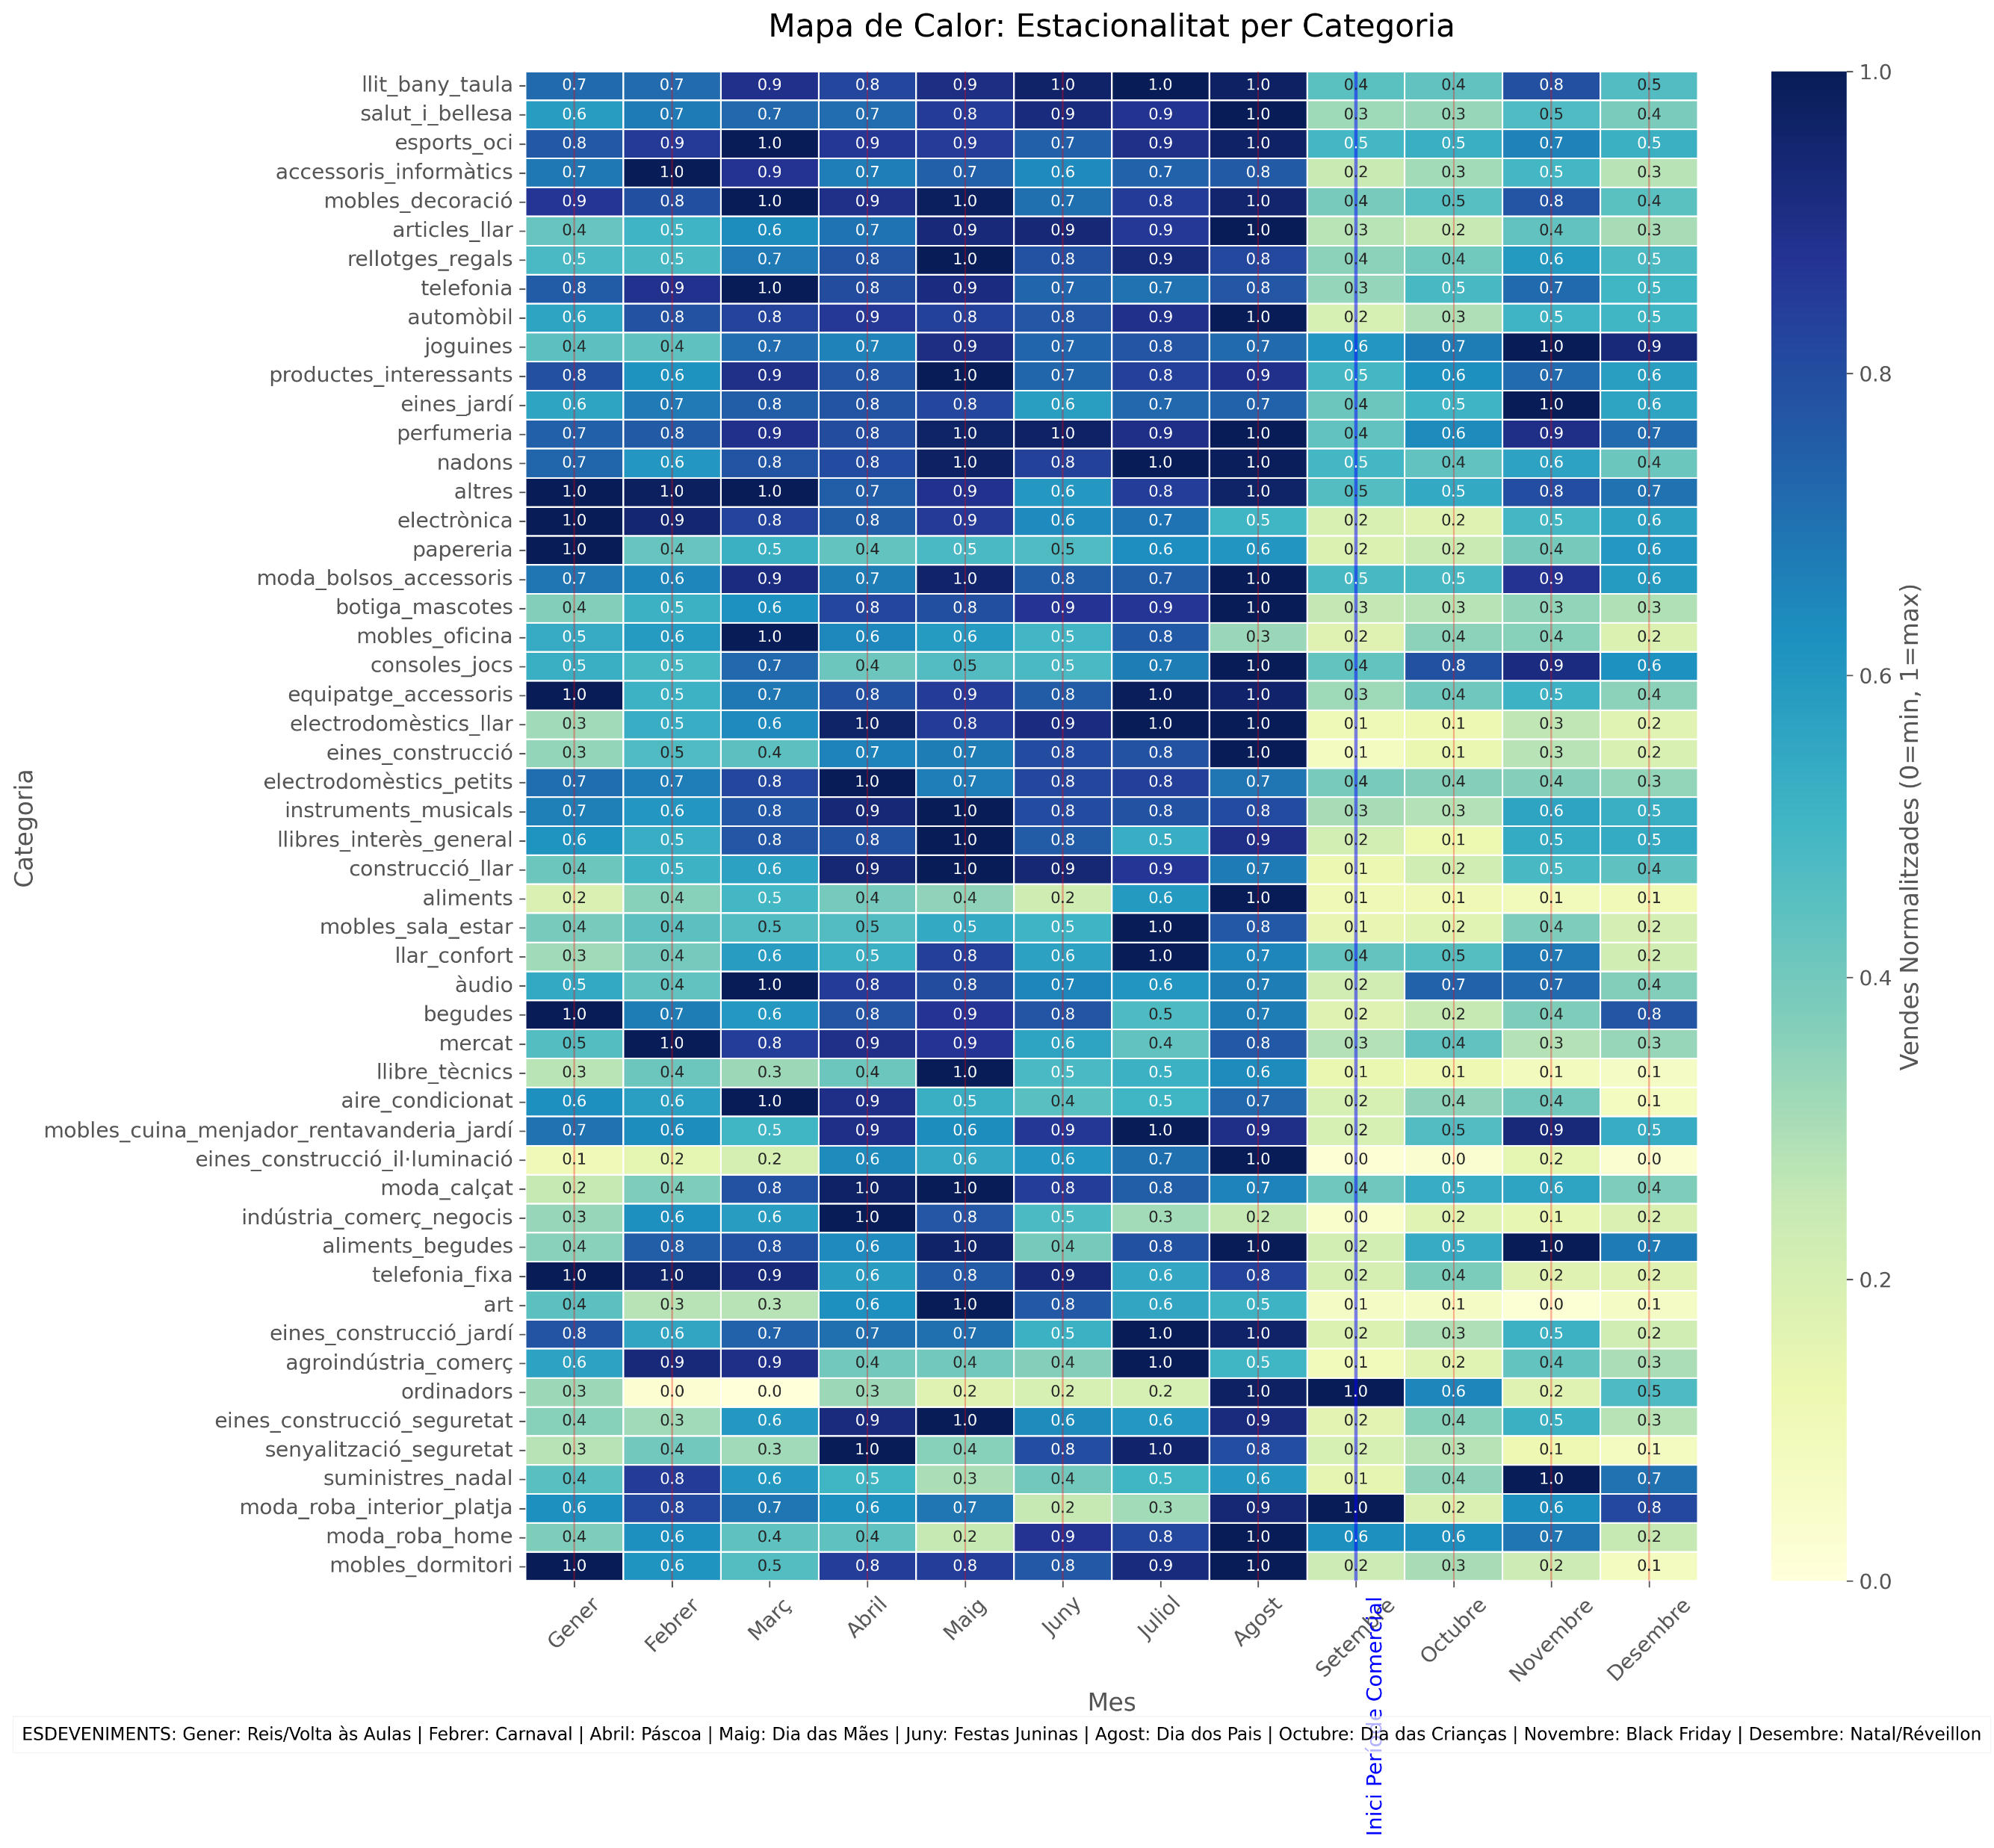 Mapa de Calor: Estacionalitat per Categoria
llit_bany_taula 0.7 0.7 0.9 0.8 0.9 1.0 1.0 1.0 0.4 0.4 0.8 0.5
salut_i_bellesa 0.6 0.7 0.7 0.7 0.8 0.9 0.9 1.0 0.3 0.3 0.5 0.4
esports_oci 0.8 0.9 1.0 0.9 0.9 0.7 0.9 1.0 0.5 0.5 0.7 0.5
accessoris_informàtics 0.7 1.0 0.9 0.7 0.7 0.6 0.7 0.8 0.2 0.3 0.5 0.3
mobles_decoració 0.9 0.8 1.0 0.9 1.0 0.7 0.8 1.0 0.4 0.5 0.8 0.4
articles_llar 0.4 0.5 0.6 0.7 0.9 0.9 0.9 1.0 0.3 0.2 0.4 0.3
rellotges_regals 0.5 0.5 0.7 0.8 1.0 0.8 0.9 0.8 0.4 0.4 0.6 0.5
telefonia 0.8 0.9 1.0 0.8 0.9 0.7 0.7 0.8 0.3 0.5 0.7 0.5
automòbil 0.6 0.8 0.8 0.9 0.8 0.8 0.9 1.0 0.2 0.3 0.5 0.5
joguines 0.4 0.4 0.7 0.7 0.9 0.7 0.8 0.7 0.6 0.7 1.0 0.9
productes_interessants 0.8 0.6 0.9 0.8 1.0 0.7 0.8 0.9 0.5 0.6 0.7 0.6
eines_jardí 0.6 0.7 0.8 0.8 0.8 0.6 0.7 0.7 0.4 0.5 1.0 0.6
perfumeria 0.7 0.8 0.9 0.8 1.0 1.0 0.9 1.0 0.4 0.6 0.9 0.7
nadons 0.7 0.6 0.8 0.8 1.0 0.8 1.0 1.0 0.5 0.4 0.6 0.4
altres 1.0 1.0 1.0 0.7 0.9 0.6 0.8 1.0 0.5 0.5 0.8 0.7
electrònica 1.0 0.9 0.8 0.8 0.9 0.6 0.7 0.5 0.2 0.2 0.5 0.6
papereria 1.0 0.4 0.5 0.4 0.5 0.5 0.6 0.6 0.2 0.2 0.4 0.6
moda_bolsos_accessoris 0.7 0.6 0.9 0.7 1.0 0.8 0.7 1.0 0.5 0.5 0.9 0.6
botiga_mascotes 0.4 0.5 0.6 0.8 0.8 0.9 0.9 1.0 0.3 0.3 0.3 0.3
mobles_oficina 0.5 0.6 1.0 0.6 0.6 0.5 0.8 0.3 0.2 0.4 0.4 0.2
consoles_jocs 0.5 0.5 0.7 0.4 0.5 0.5 0.7 1.0 0.4 0.8 0.9 0.6
equipatge_accessoris 1.0 0.5 0.7 0.8 0.9 0.8 1.0 1.0 0.3 0.4 0.5 0.4
electrodomèstics_llar 0.3 0.5 0.6 1.0 0.8 0.9 1.0 1.0 0.1 0.1 0.3 0.2
eines_construcció 0.3 0.5 0.4 0.7 0.7 0.8 0.8 1.0 0.1 0.1 0.3 0.2
electrodomèstics_petits 0.7 0.7 0.8 1.0 0.7 0.8 0.8 0.7 0.4 0.4 0.4 0.3
instruments_musicals 0.7 0.6 0.8 0.9 1.0 0.8 0.8 0.8 0.3 0.3 0.6 0.5
llibres_interès_general 0.6 0.5 0.8 0.8 1.0 0.8 0.5 0.9 0.2 0.1 0.5 0.5
construcció_llar 0.4 0.5 0.6 0.9 1.0 0.9 0.9 0.7 0.1 0.2 0.5 0.4
aliments 0.2 0.4 0.5 0.4 0.4 0.2 0.6 1.0 0.1 0.1 0.1 0.1
mobles_sala_estar 0.4 0.4 0.5 0.5 0.5 0.5 1.0 0.8 0.1 0.2 0.4 0.2
llar_confort 0.3 0.4 0.6 0.5 0.8 0.6 1.0 0.7 0.4 0.5 0.7 0.2
àudio 0.5 0.4 1.0 0.8 0.8 0.7 0.6 0.7 0.2 0.7 0.7 0.4
begudes 1.0 0.7 0.6 0.8 0.9 0.8 0.5 0.7 0.2 0.2 0.4 0.8
mercat 0.5 1.0 0.8 0.9 0.9 0.6 0.4 0.8 0.3 0.4 0.3 0.3
llibre_tècnics 0.3 0.4 0.3 0.4 1.0 0.5 0.5 0.6 0.1 0.1 0.1 0.1
aire_condicionat 0.6 0.6 1.0 0.9 0.5 0.4 0.5 0.7 0.2 0.4 0.4 0.1
mobles_cuina_menjador_rentavanderia_jardí 0.7 0.6 0.5 0.9 0.6 0.9 1.0 0.9 0.2 0.5 0.9 0.5
eines_construcció_il·luminació 0.1 0.2 0.2 0.6 0.6 0.6 0.7 1.0 0.0 0.0 0.2 0.0
moda_calçat 0.2 0.4 0.8 1.0 1.0 0.8 0.8 0.7 0.4 0.5 0.6 0.4
indústria_comerç_negocis 0.3 0.6 0.6 1.0 0.8 0.5 0.3 0.2 0.0 0.2 0.1 0.2
aliments_begudes 0.4 0.8 0.8 0.6 1.0 0.4 0.8 1.0 0.2 0.5 1.0 0.7
telefonia_fixa 1.0 1.0 0.9 0.6 0.8 0.9 0.6 0.8 0.2 0.4 0.2 0.2
art 0.4 0.3 0.3 0.6 1.0 0.8 0.6 0.5 0.1 0.1 0.0 0.1
eines_construcció_jardí 0.8 0.6 0.7 0.7 0.7 0.5 1.0 1.0 0.2 0.3 0.5 0.2
agroindústria_comerç 0.6 0.9 0.9 0.4 0.4 0.4 1.0 0.5 0.1 0.2 0.4 0.3
ordinadors 0.3 0.0 0.0 0.3 0.2 0.2 0.2 1.0 1.0 0.6 0.2 0.5
eines_construcció_seguretat 0.4 0.3 0.6 0.9 1.0 0.6 0.6 0.9 0.2 0.4 0.5 0.3
senyalització_seguretat 0.3 0.4 0.3 1.0 0.4 0.8 1.0 0.8 0.2 0.3 0.1 0.1
suministres_nadal 0.4 0.8 0.6 0.5 0.3 0.4 0.5 0.6 0.1 0.4 1.0 0.7
moda_roba_interior_platja 0.6 0.8 0.7 0.6 0.7 0.2 0.3 0.9 1.0 0.2 0.6 0.8
moda_roba_home 0.4 0.6 0.4 0.4 0.2 0.9 0.8 1.0 0.6 0.6 0.7 0.2
mobles_dormitori 1.0 0.6 0.5 0.8 0.8 0.8 0.9 1.0 0.2 0.3 0.2 0.1
Categoria
Gener Febrer Març Abril Maig Juny Juliol Agost Setembre Octubre Novembre Desembre
Mes
Inici Període Comercial
1.0
0.8
0.6
0.4
0.2
0.0
Vendes Normalitzades (0=min, 1=max)
ESDEVENIMENTS: Gener: Reis/Volta às Aulas | Febrer: Carnaval | Abril: Páscoa | Maig: Dia das Mães | Juny: Festas Juninas | Agost: Dia dos Pais | Octubre: Dia das Crianças | Novembre: Black Friday | Desembre: Natal/Réveillon